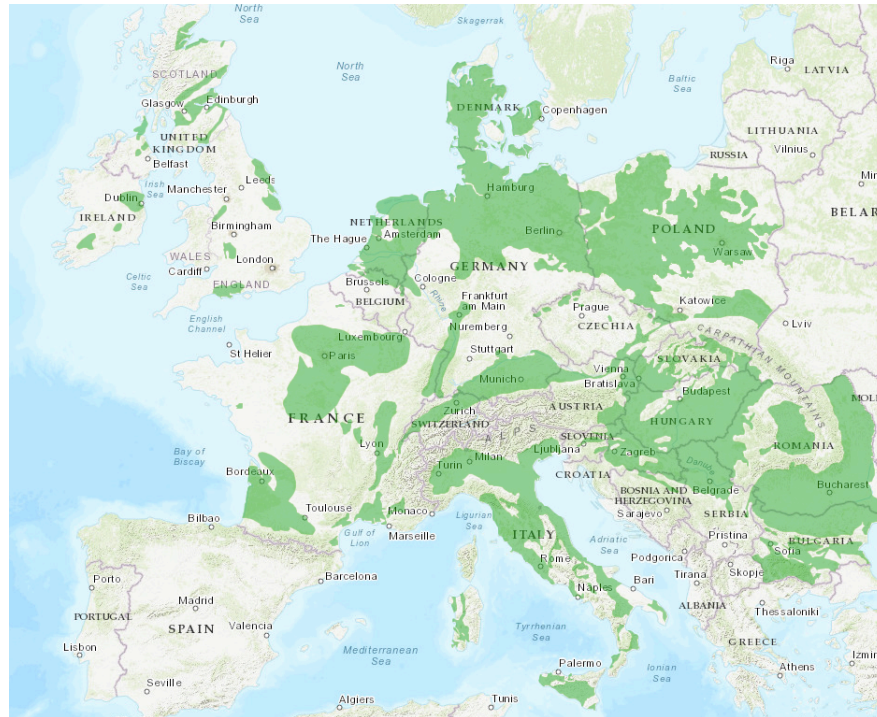 North
Sea
Skagerrak
Riga
LATVIA
SCOTLAND
North
Sea
Baltic
Sea
Glasgow
Edinburgh
DENMARK
Copenhagen
LITHUANIA
UNITED
KINGDOM
Vilnius
RUSSIA
Belfast
Irish
Sea
Leeds
Manchester
Hamburg
Dublin
IRELAND
NETHERLANDS
Amsterdam
BELAR
Birmingham
The Hague
Berlin
POLAND
Warsaw
WALES
Cardiff
London
GERMANY
Celtic
Sea
ENGLAND
Brussels
Cologne
BELGIUM
Rhine
Frankfurt
am Main
Prague
Katowice
English
Channel
Nuremberg
CZECHIA
Lviv
St Helier
Luxembourg
Paris
Stuttgart
CARPATHIAN MOUNTAINS
SLOVAKIA
Vienna
Munich
Bratislava
Budapest
MOL
FRANCE
Zurich
SWITZERLAND
AUSTRIA
HUNGARY
ALPS
Lyon
SLOVENIA
Ljubljana
Zagreb
ROMANIA
Bay of
Biscay
Bordeaux
Turin
Milan
Danube
CROATIA
Belgrade
Bucharest
BOSNIA AND
HERZEGOVINA
Sarajevo
SERBIA
Toulouse
Monaco
Ligurian
Sea
Bilbao
Gulf of
Lion
Marseille
ITALY
Adriatic
Sea
Pristina
BULGARIA
Sofia
Podgorica
Skopje
Rome
Barcelona
Bari
Tirana
Porto
Naples
Madrid
ALBANIA
Thessaloniki
PORTUGAL
SPAIN
Valencia
Tyrrhenian
Sea
GREECE
Lisbon
Mediterranean
Sea
Palermo
Ionian
Sea
Izmir
Athens
Seville
Algiers
Tunis